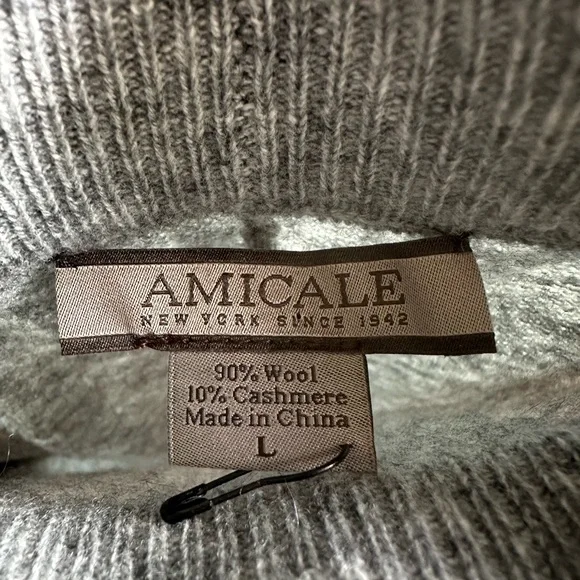 AMICALE
NEW YORK SINCE 1942
90% Wool
10% Cashmere
Made in China
L